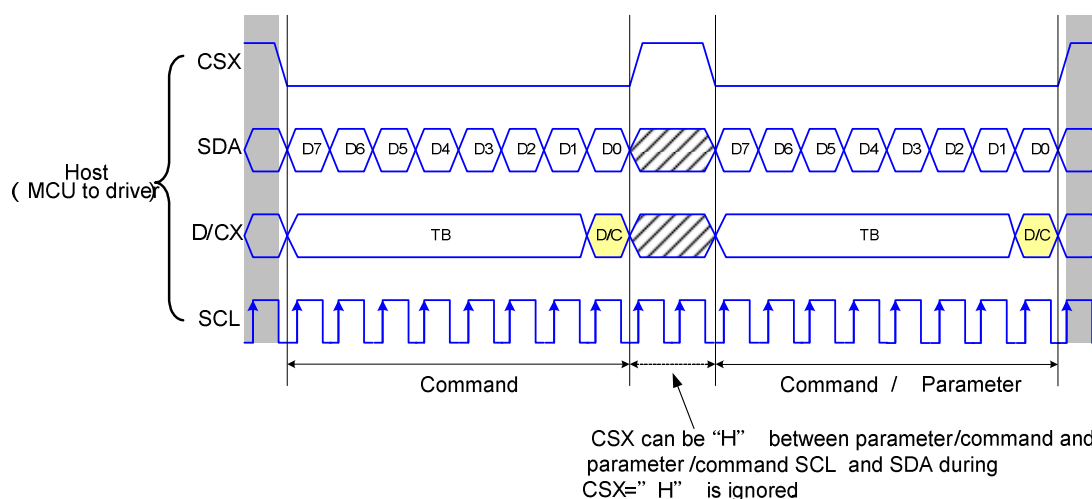 CSX
SDA
D7 D6 D5 D4 D3 D2 D1 D0 D7 D6 D5 D4 D3 D2 D1 D0
Host
( MCU to driver
D/CX
TB D/C TB D/C
SCL
Command
Command / Parameter
CSX can be “H” between parameter/command and
parameter /command SCL and SDA during
CSX=” H” is ignored